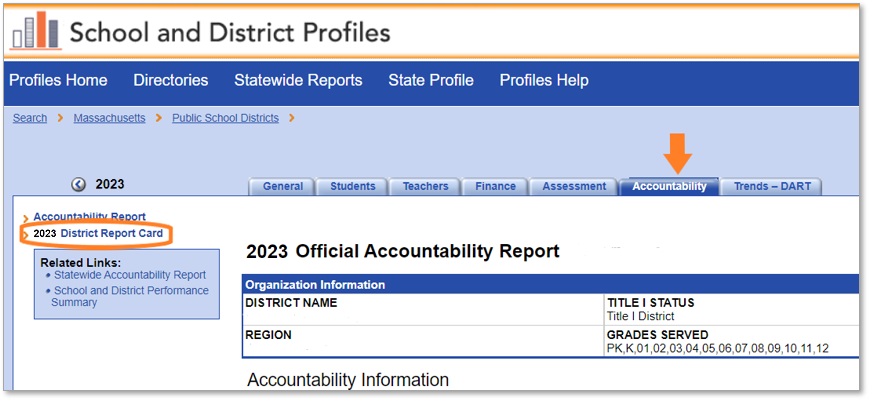 School and District Profiles
Profiles Home Directories Statewide Reports State Profile Profiles Help
Search Massachusetts Public School Districts
2023
General Students Teachers Finance Assessment Accountability Trends – DART
Accountability Report
2023 District Report Card
Related Links:
Statewide Accountability Report
School and District Performance
Summary
2023 Official Accountability Report
Organization Information
DISTRICT NAME TITLE I STATUS
Title I District
REGION GRADES SERVED
PK,K,01,02,03,04,05,06,07,08,09,10,11,12
Accountability Information